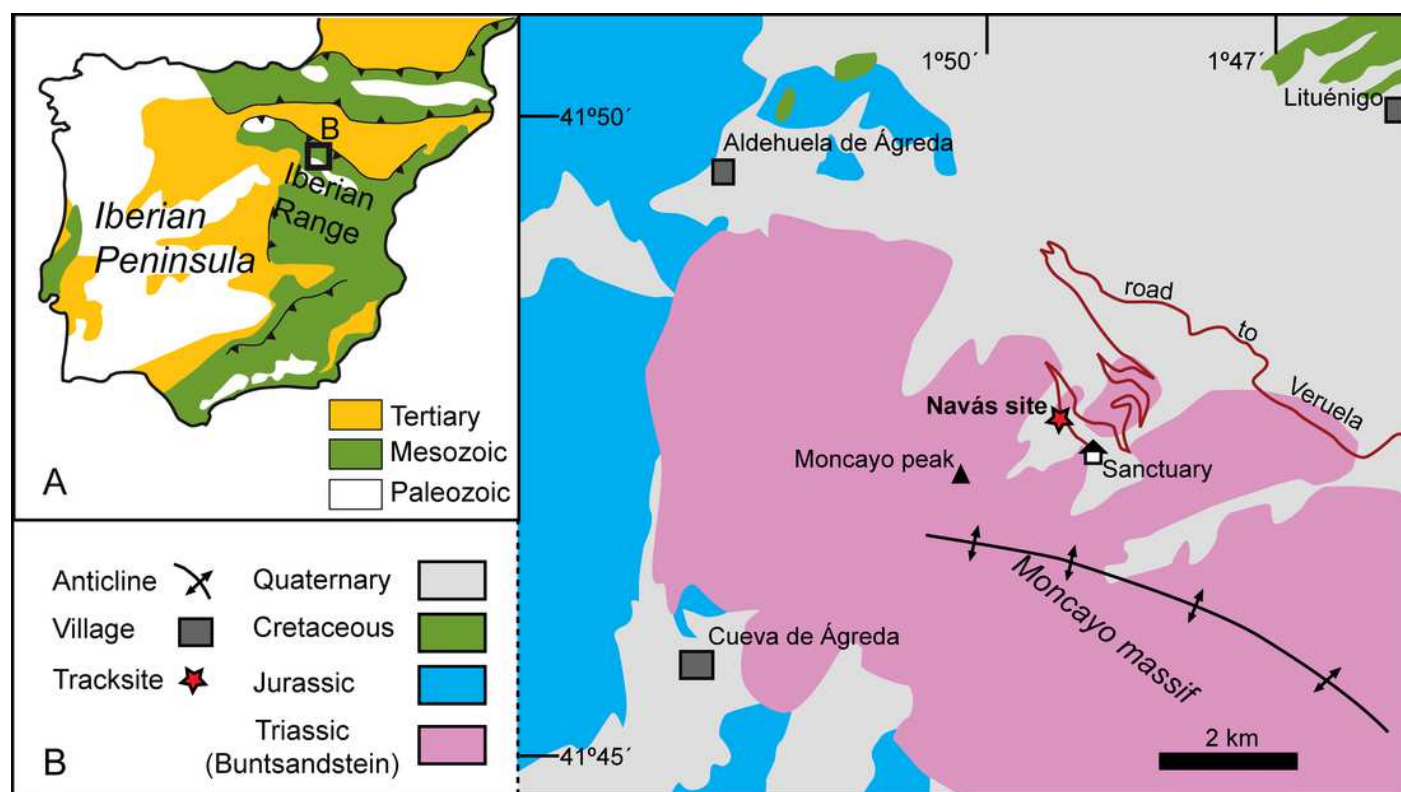 B
Iberian
Range
Iberian
Peninsula
Tertiary
Mesozoic
Paleozoic
A
Anticline
Village
Tracksite
Quaternary
Cretaceous
Jurassic
Triassic
(Buntsandstein)
B
1º50´
1º47´
41º50´
Lituénigo
Aldehuela de Ágreda
road
to
Veruela
Navás site
Moncayo peak
Sanctuary
Moncayo massif
Cueva de Ágreda
41º45´
2 km